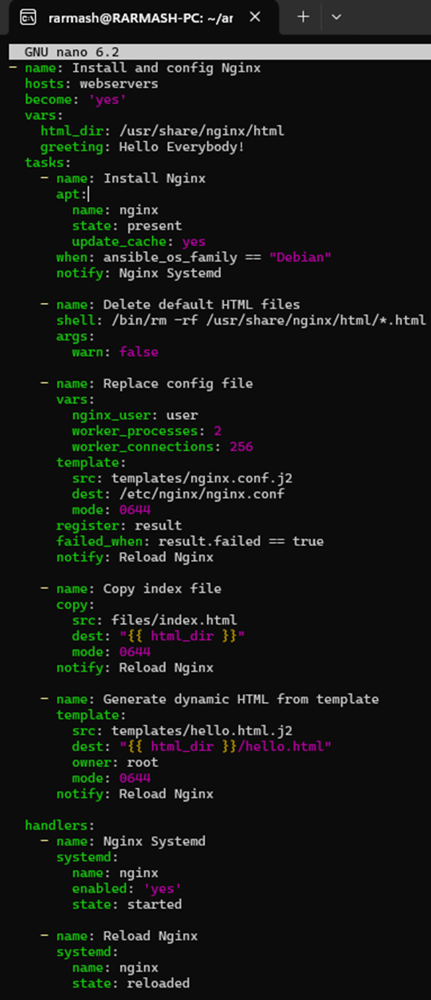 rarmash@RARMASH-PC: ~/ar
GNU nano 6.2
- name: Install and config Nginx
  hosts: webservers
  become: 'yes'
  vars:
    html_dir: /usr/share/nginx/html
    greeting: Hello Everybody!
  tasks:
    - name: Install Nginx
      apt:
        name: nginx
        state: present
        update_cache: yes
      when: ansible_os_family == "Debian"
      notify: Nginx Systemd

    - name: Delete default HTML files
      shell: /bin/rm -rf /usr/share/nginx/html/*.html
      args:
        warn: false

    - name: Replace config file
      vars:
        nginx_user: user
        worker_processes: 2
        worker_connections: 256
      template:
        src: templates/nginx.conf.j2
        dest: /etc/nginx/nginx.conf
        mode: 0644
      register: result
      failed_when: result.failed == true
      notify: Reload Nginx

    - name: Copy index file
      copy:
        src: files/index.html
        dest: "{{ html_dir }}"
        mode: 0644
      notify: Reload Nginx

    - name: Generate dynamic HTML from template
      template:
        src: templates/hello.html.j2
        dest: "{{ html_dir }}/hello.html"
        owner: root
        mode: 0644
      notify: Reload Nginx

  handlers:
    - name: Nginx Systemd
      systemd:
        name: nginx
        enabled: 'yes'
        state: started

    - name: Reload Nginx
      systemd:
        name: nginx
        state: reloaded